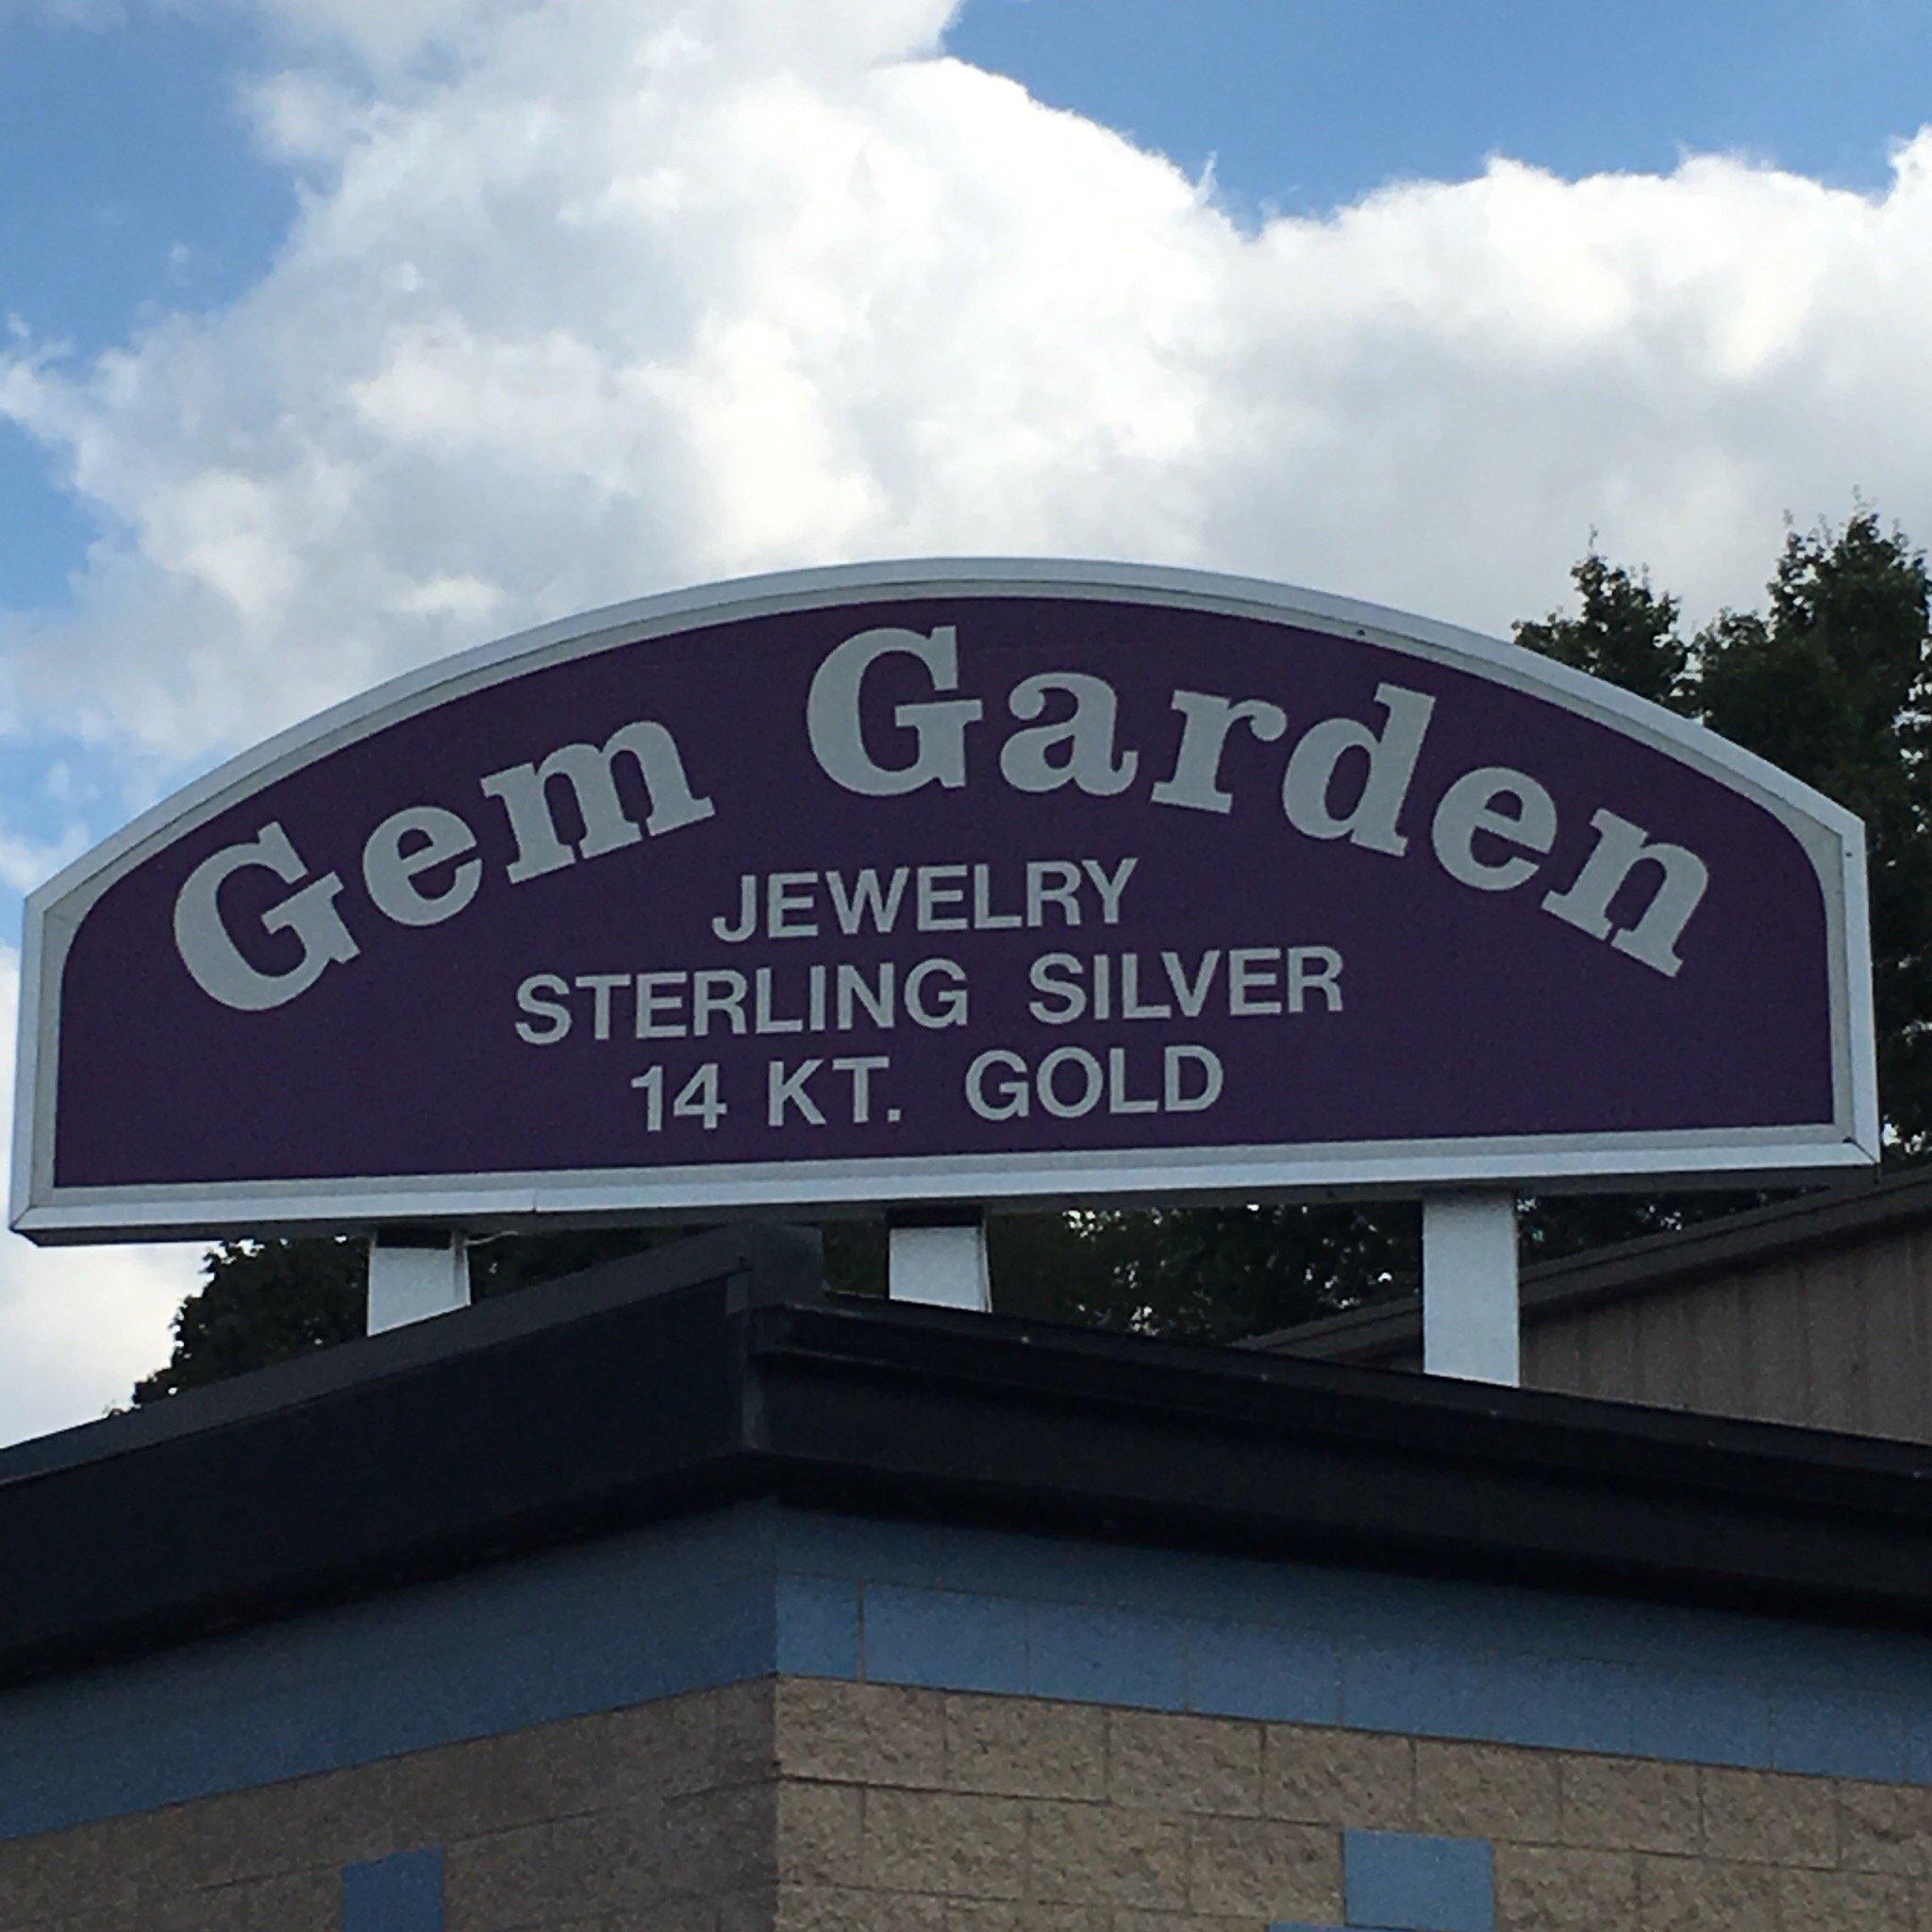 Gem Garden
JEWELRY
STERLING SILVER
14 KT. GOLD